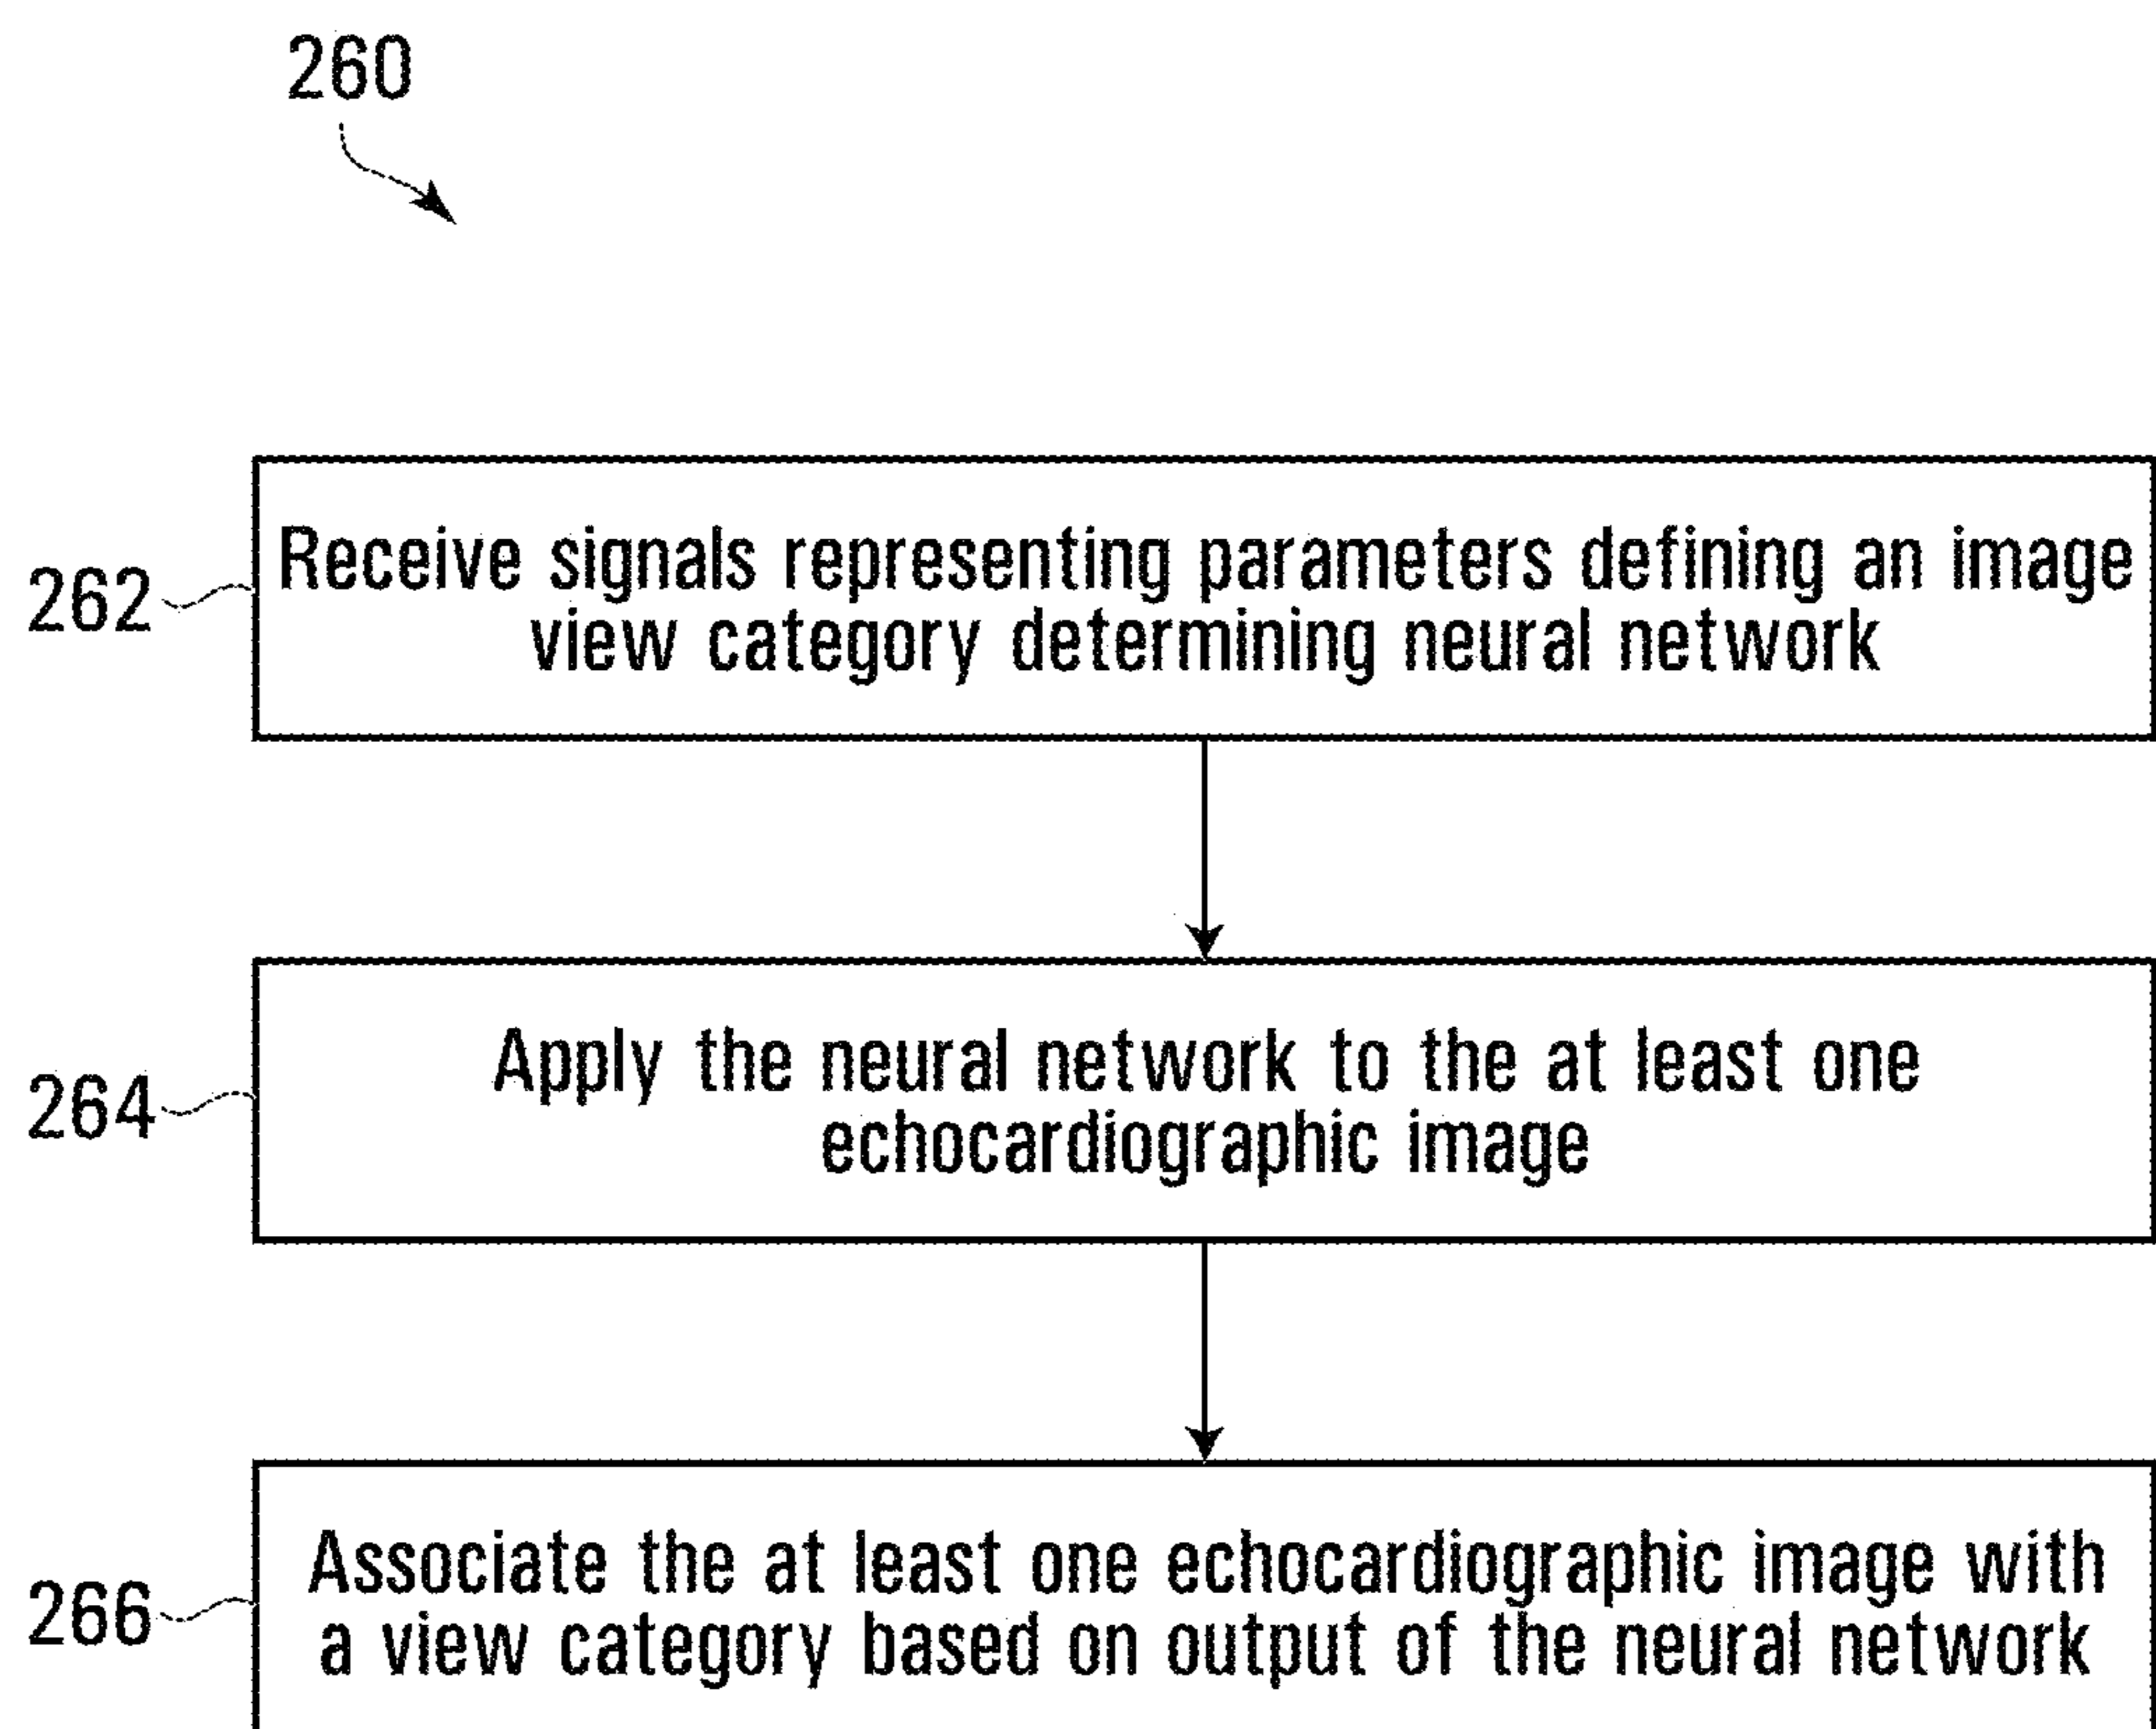 260
262
Receive signals representing parameters defining an image
view category determining neural network
264
Apply the neural network to the at least one
echocardiographic image
266
Associate the at least one echocardiographic image with
a view category based on output of the neural network